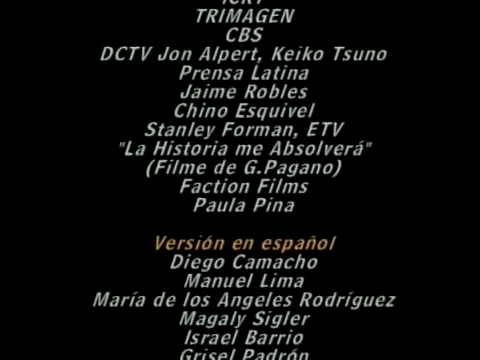 TRIMAGEN
CBS
DCTV Jon Alpert, Keiko Tsuno
Prensa Latina
Jaime Robles
Chino Esquivel
Stanley Forman, ETV
"La Historia me Absolverá"
(Filme de G.Pagano)
Faction Films
Paula Pina
Versión en español
Diego Camacho
Manuel Lima
María de los Angeles Rodríguez
Magaly Sigler
Israel Barrio
Grisel Padrón